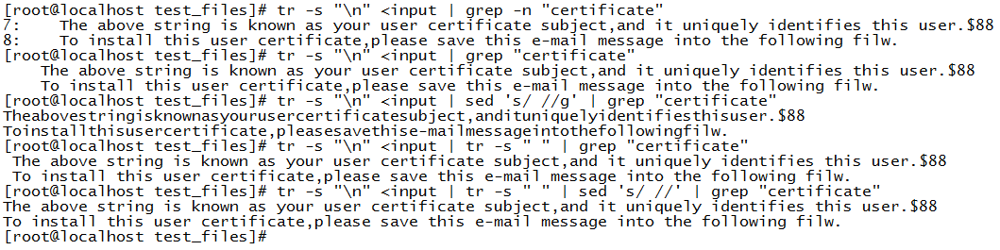 [root@localhost test_files]# tr -s "\n" <input | grep -n "certificate"
7:    The above string is known as your user certificate subject,and it uniquely identifies this user.$88
8:    To install this user certificate,please save this e-mail message into the following filw.
[root@localhost test_files]# tr -s "\n" <input | grep "certificate"
    The above string is known as your user certificate subject,and it uniquely identifies this user.$88
    To install this user certificate,please save this e-mail message into the following filw.
[root@localhost test_files]# tr -s "\n" <input | sed 's/ //g' | grep "certificate"
Theabovestringisknownasyourusercertificatesubject,andituniquelyidentifiesthisuser.$88
Toinstallthisusercertificate,pleasesavethise-mailmessageintothefollowingfilw.
[root@localhost test_files]# tr -s "\n" <input | tr -s " " | grep "certificate"
 The above string is known as your user certificate subject,and it uniquely identifies this user.$88
 To install this user certificate,please save this e-mail message into the following filw.
[root@localhost test_files]# tr -s "\n" <input | tr -s " " | sed 's/ //' | grep "certificate"
The above string is known as your user certificate subject,and it uniquely identifies this user.$88
To install this user certificate,please save this e-mail message into the following filw.
[root@localhost test_files]#